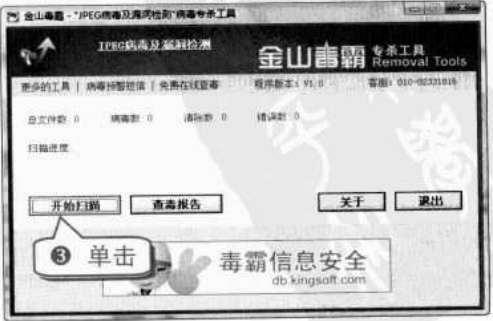 金山毒霸 - "JPEG病毒及漏洞检测"病毒专杀工具
JPEG病毒及漏洞检测
金山毒霸 专杀工具
Removal Tools
更多的工具 | 病毒预警短信 | 免费在线查毒 程序版本: V1.0 客服: 010-82331816
总文件数 0 病毒数 0 清除数 0 错误数 0
扫描进度
开始扫描 查毒报告 关于 退出
❸ 单击
毒霸信息安全
db.kingsoft.com